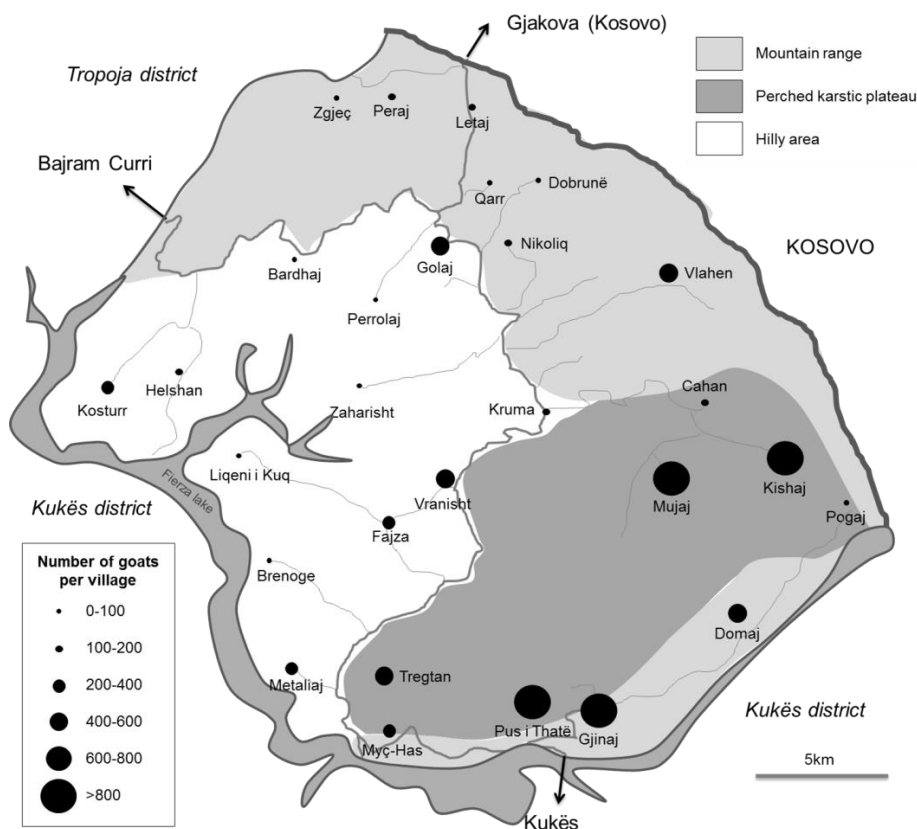 Gjakova (Kosovo)
Tropoja district
Mountain range
Perched karstic plateau
Hilly area
Zgjeç
Peraj
Letaj
Bajram Curri
Qarr
Dobrunë
Nikoliq
KOSOVO
Bardhaj
Golaj
Vlahen
Perrolaj
Kosturr
Helshan
Zaharisht
Kruma
Cahan
Liqeni i Kuq
Fierza lake
Vranisht
Mujaj
Kishaj
Kukës district
Fajza
Pogaj
Number of goats
per village
0-100
100-200
200-400
400-600
600-800
>800
Brenoge
Domaj
Metaliaj
Tregtan
Kukës district
Pus i Thatë
Gjinaj
Myç-Has
5km
Kukës